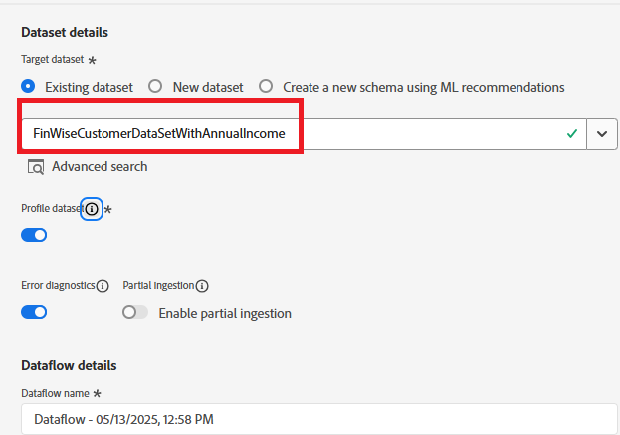 Dataset details
Target dataset *
Existing dataset New dataset Create a new schema using ML recommendations
FinWiseCustomerDataSetWithAnnualIncome
Advanced search
Profile dataset *
Error diagnostics Partial ingestion
Enable partial ingestion
Dataflow details
Dataflow name *
Dataflow - 05/13/2025, 12:58 PM